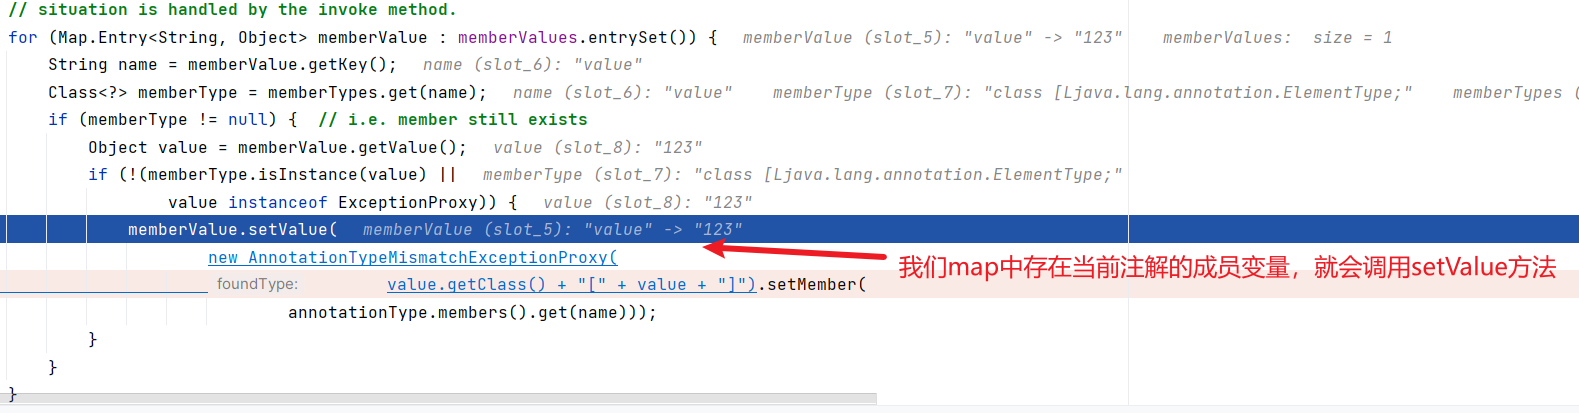 // situation is handled by the invoke method.
for (Map.Entry<String, Object> memberValue : memberValues.entrySet()) {   memberValue (slot_5): "value" -> "123"    memberValues:  size = 1
String name = memberValue.getKey();   name (slot_6): "value"
Class<?> memberType = memberTypes.get(name);   name (slot_6): "value"    memberType (slot_7): "class [Ljava.lang.annotation.ElementType;"    memberTypes (
if (memberType != null) {  // i.e. member still exists
Object value = memberValue.getValue();   value (slot_8): "123"
if (!(memberType.isInstance(value) ||   memberType (slot_7): "class [Ljava.lang.annotation.ElementType;"
value instanceof ExceptionProxy)) {   value (slot_8): "123"
memberValue.setValue(   memberValue (slot_5): "value" -> "123"
new AnnotationTypeMismatchExceptionProxy(
我们map中存在当前注解的成员变量，就会调用setValue方法
foundType: value.getClass() + "[" + value + "]").setMember(
annotationType.members().get(name)));
}
}
}